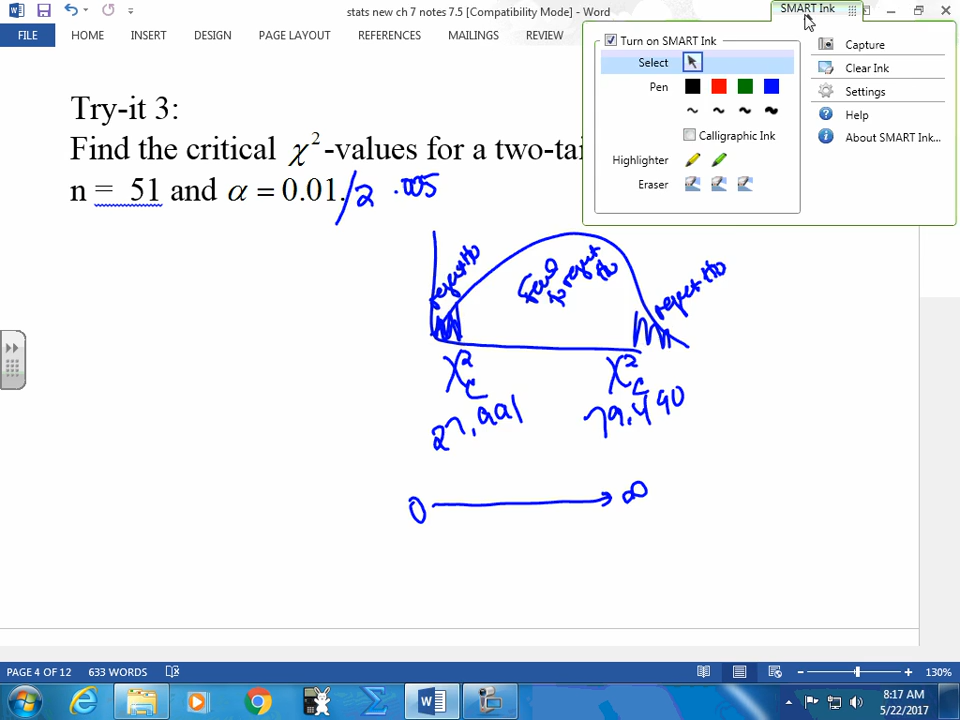 stats new ch 7 notes 7.5 [Compatibility Mode] - Word
SMART Ink
FILE HOME INSERT DESIGN PAGE LAYOUT REFERENCES MAILINGS REVIEW
Turn on SMART Ink
Select
Pen
Calligraphic Ink
Highlighter
Eraser
Capture
Clear Ink
Settings
Help
About SMART Ink...
Try-it 3:
Find the critical χ²-values for a two-tai
n = 51 and α = 0.01. /2 .005
reject Ho
Fail to reject Ho
reject Ho
χ²c χ²c
27.991 79.490
0 → ∞
PAGE 4 OF 12 633 WORDS 130%
8:17 AM
5/22/2017